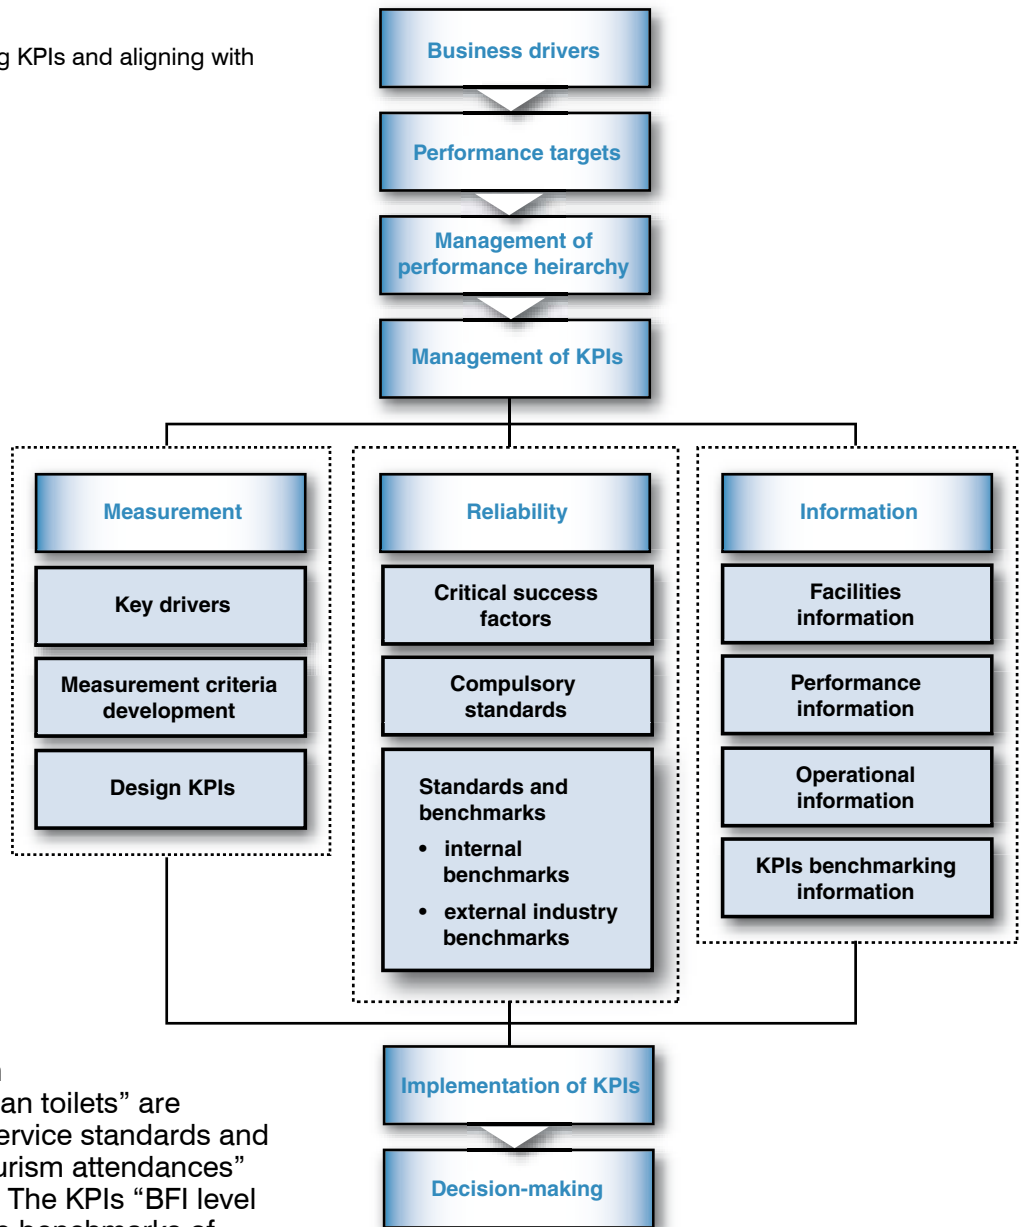 g KPIs and aligning with
Business drivers
Performance targets
Management of
performance heirarchy
Management of KPIs
Measurement
Key drivers
Measurement criteria
development
Design KPIs
Reliability
Critical success
factors
Compulsory
standards
Standards and
benchmarks
• internal
benchmarks
• external industry
benchmarks
Information
Facilities
information
Performance
information
Operational
information
KPIs benchmarking
information
Implementation of KPIs
Decision-making
an toilets” are
ervice standards and
urism attendances”
. The KPIs “BFI level
benchmarks of